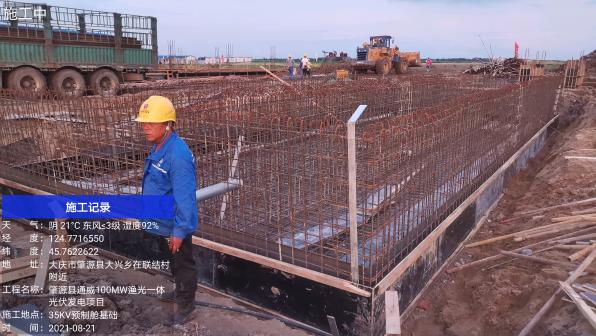 施工中
施工记录
天 气：阴 21℃ 东风≤3级 湿度92%
经 度：124.7716550
纬 度：45.7622622
地 点：大庆市肇源县大兴乡在联结村
附近
工程名称：肇源县通威100MW渔光一体
光伏发电项目
施工地点：35KV预制舱基础
时 间：2021-08-21